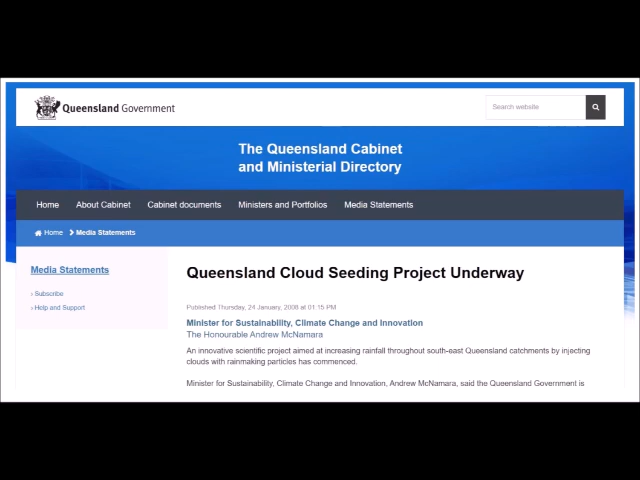 Queensland Government
Search website
The Queensland Cabinet
and Ministerial Directory
Home About Cabinet Cabinet documents Ministers and Portfolios Media Statements
Home Media Statements
Media Statements
› Subscribe
› Help and Support
Queensland Cloud Seeding Project Underway
Published Thursday, 24 January, 2008 at 01:15 PM
Minister for Sustainability, Climate Change and Innovation
The Honourable Andrew McNamara
An innovative scientific project aimed at increasing rainfall throughout south-east Queensland catchments by injecting
clouds with rainmaking particles has commenced.
Minister for Sustainability, Climate Change and Innovation, Andrew McNamara, said the Queensland Government is